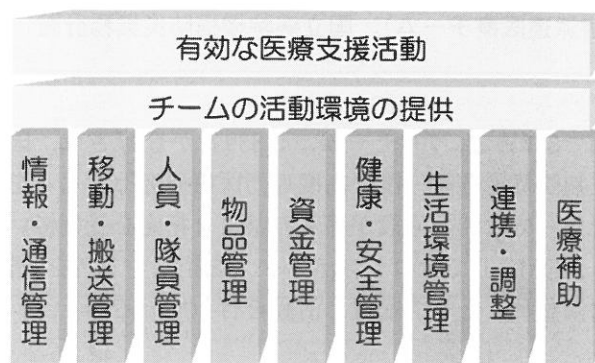 有効な医療支援活動
チームの活動環境の提供
情報・通信管理
移動・搬送管理
人員・隊員管理
物品管理
資金管理
健康・安全管理
生活環境管理
連携・調整
医療補助